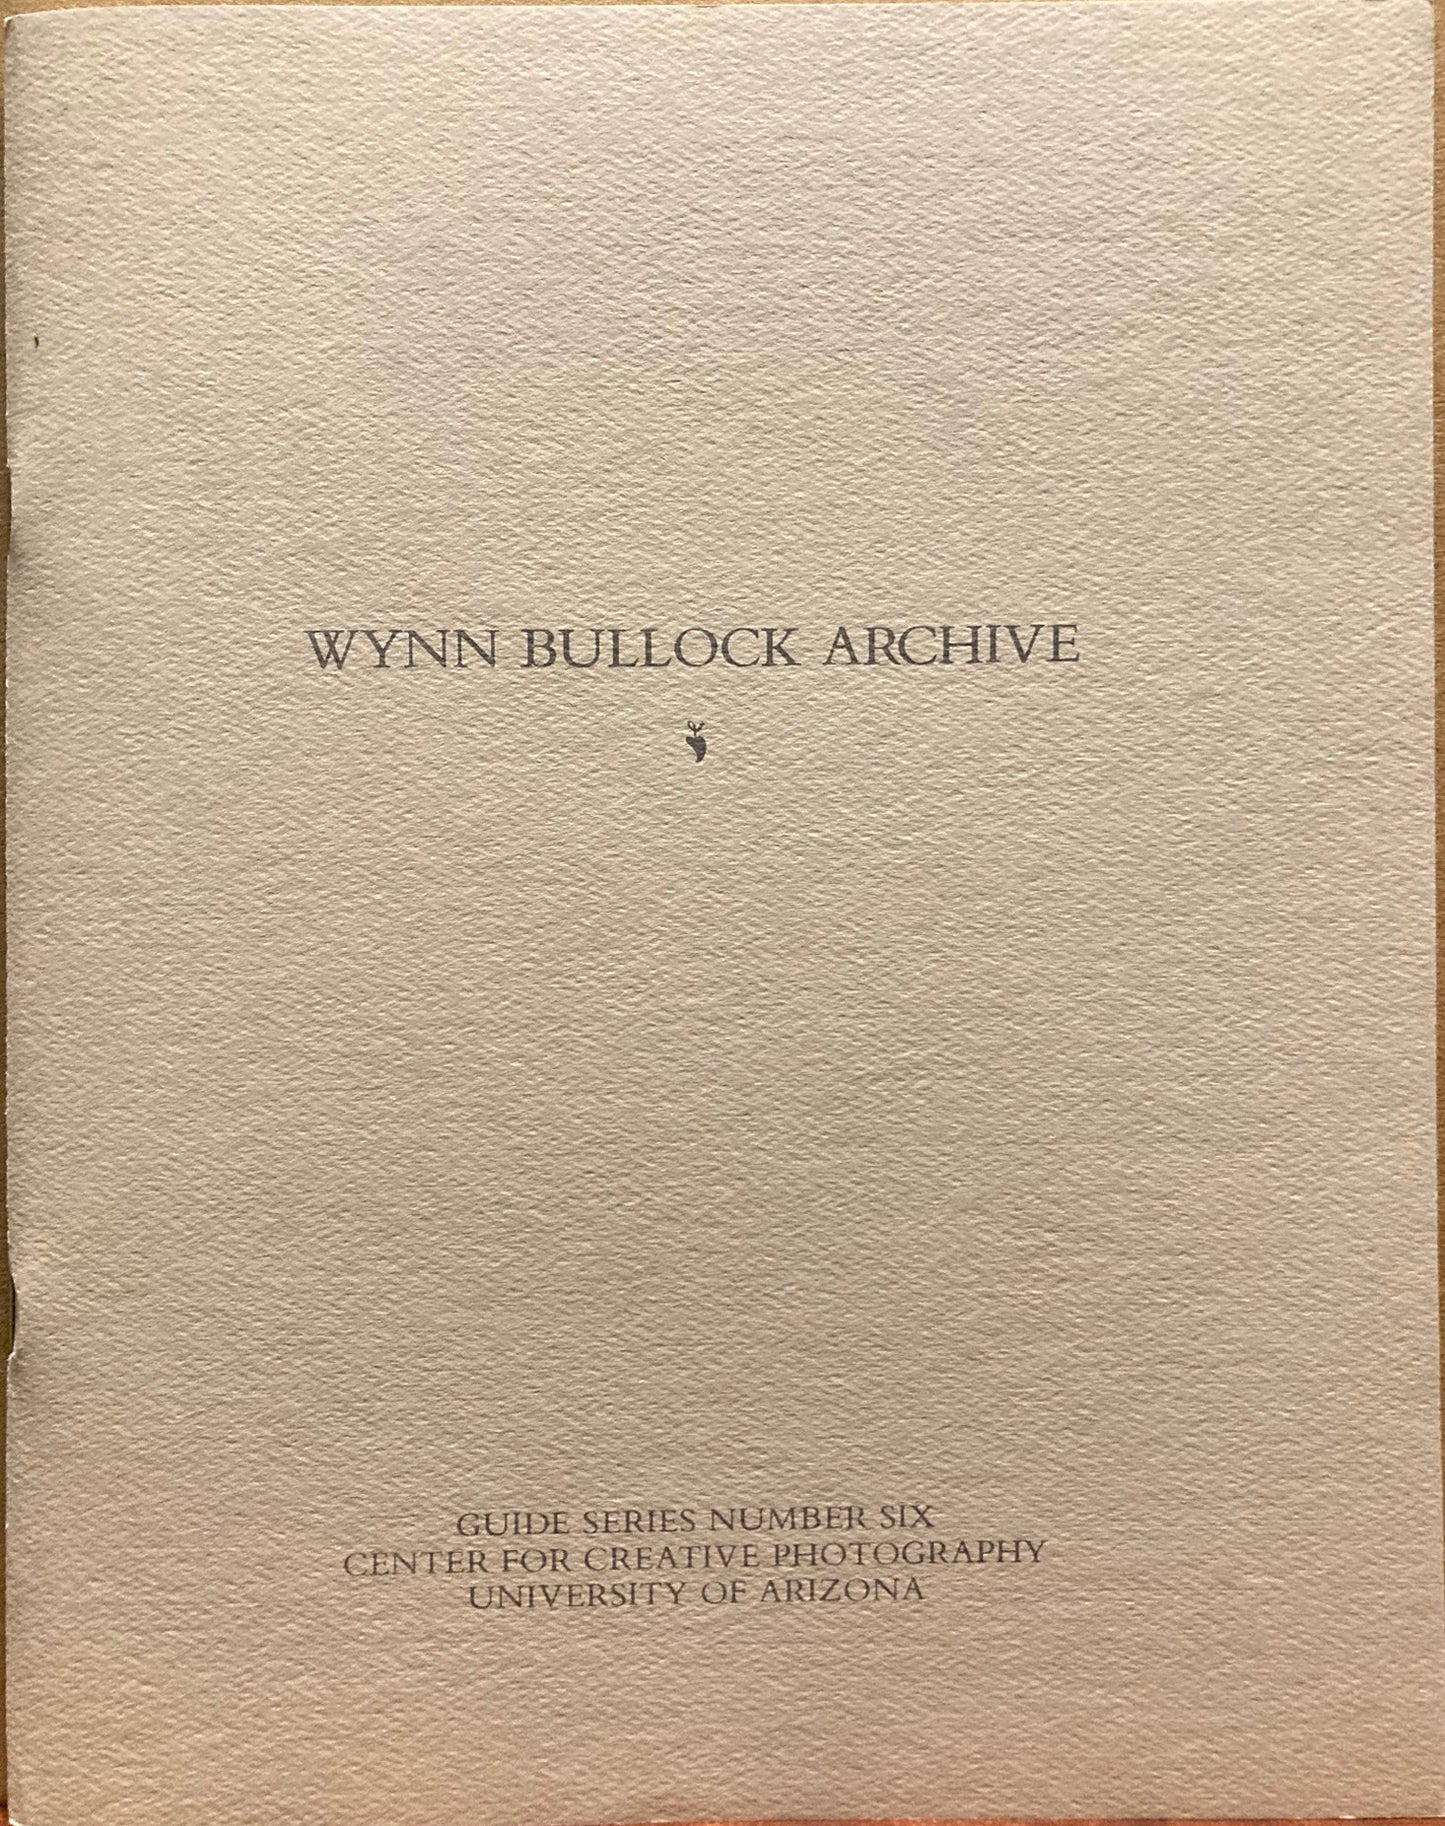 WYNN BULLOCK ARCHIVE
GUIDE SERIES NUMBER SIX
CENTER FOR CREATIVE PHOTOGRAPHY
UNIVERSITY OF ARIZONA